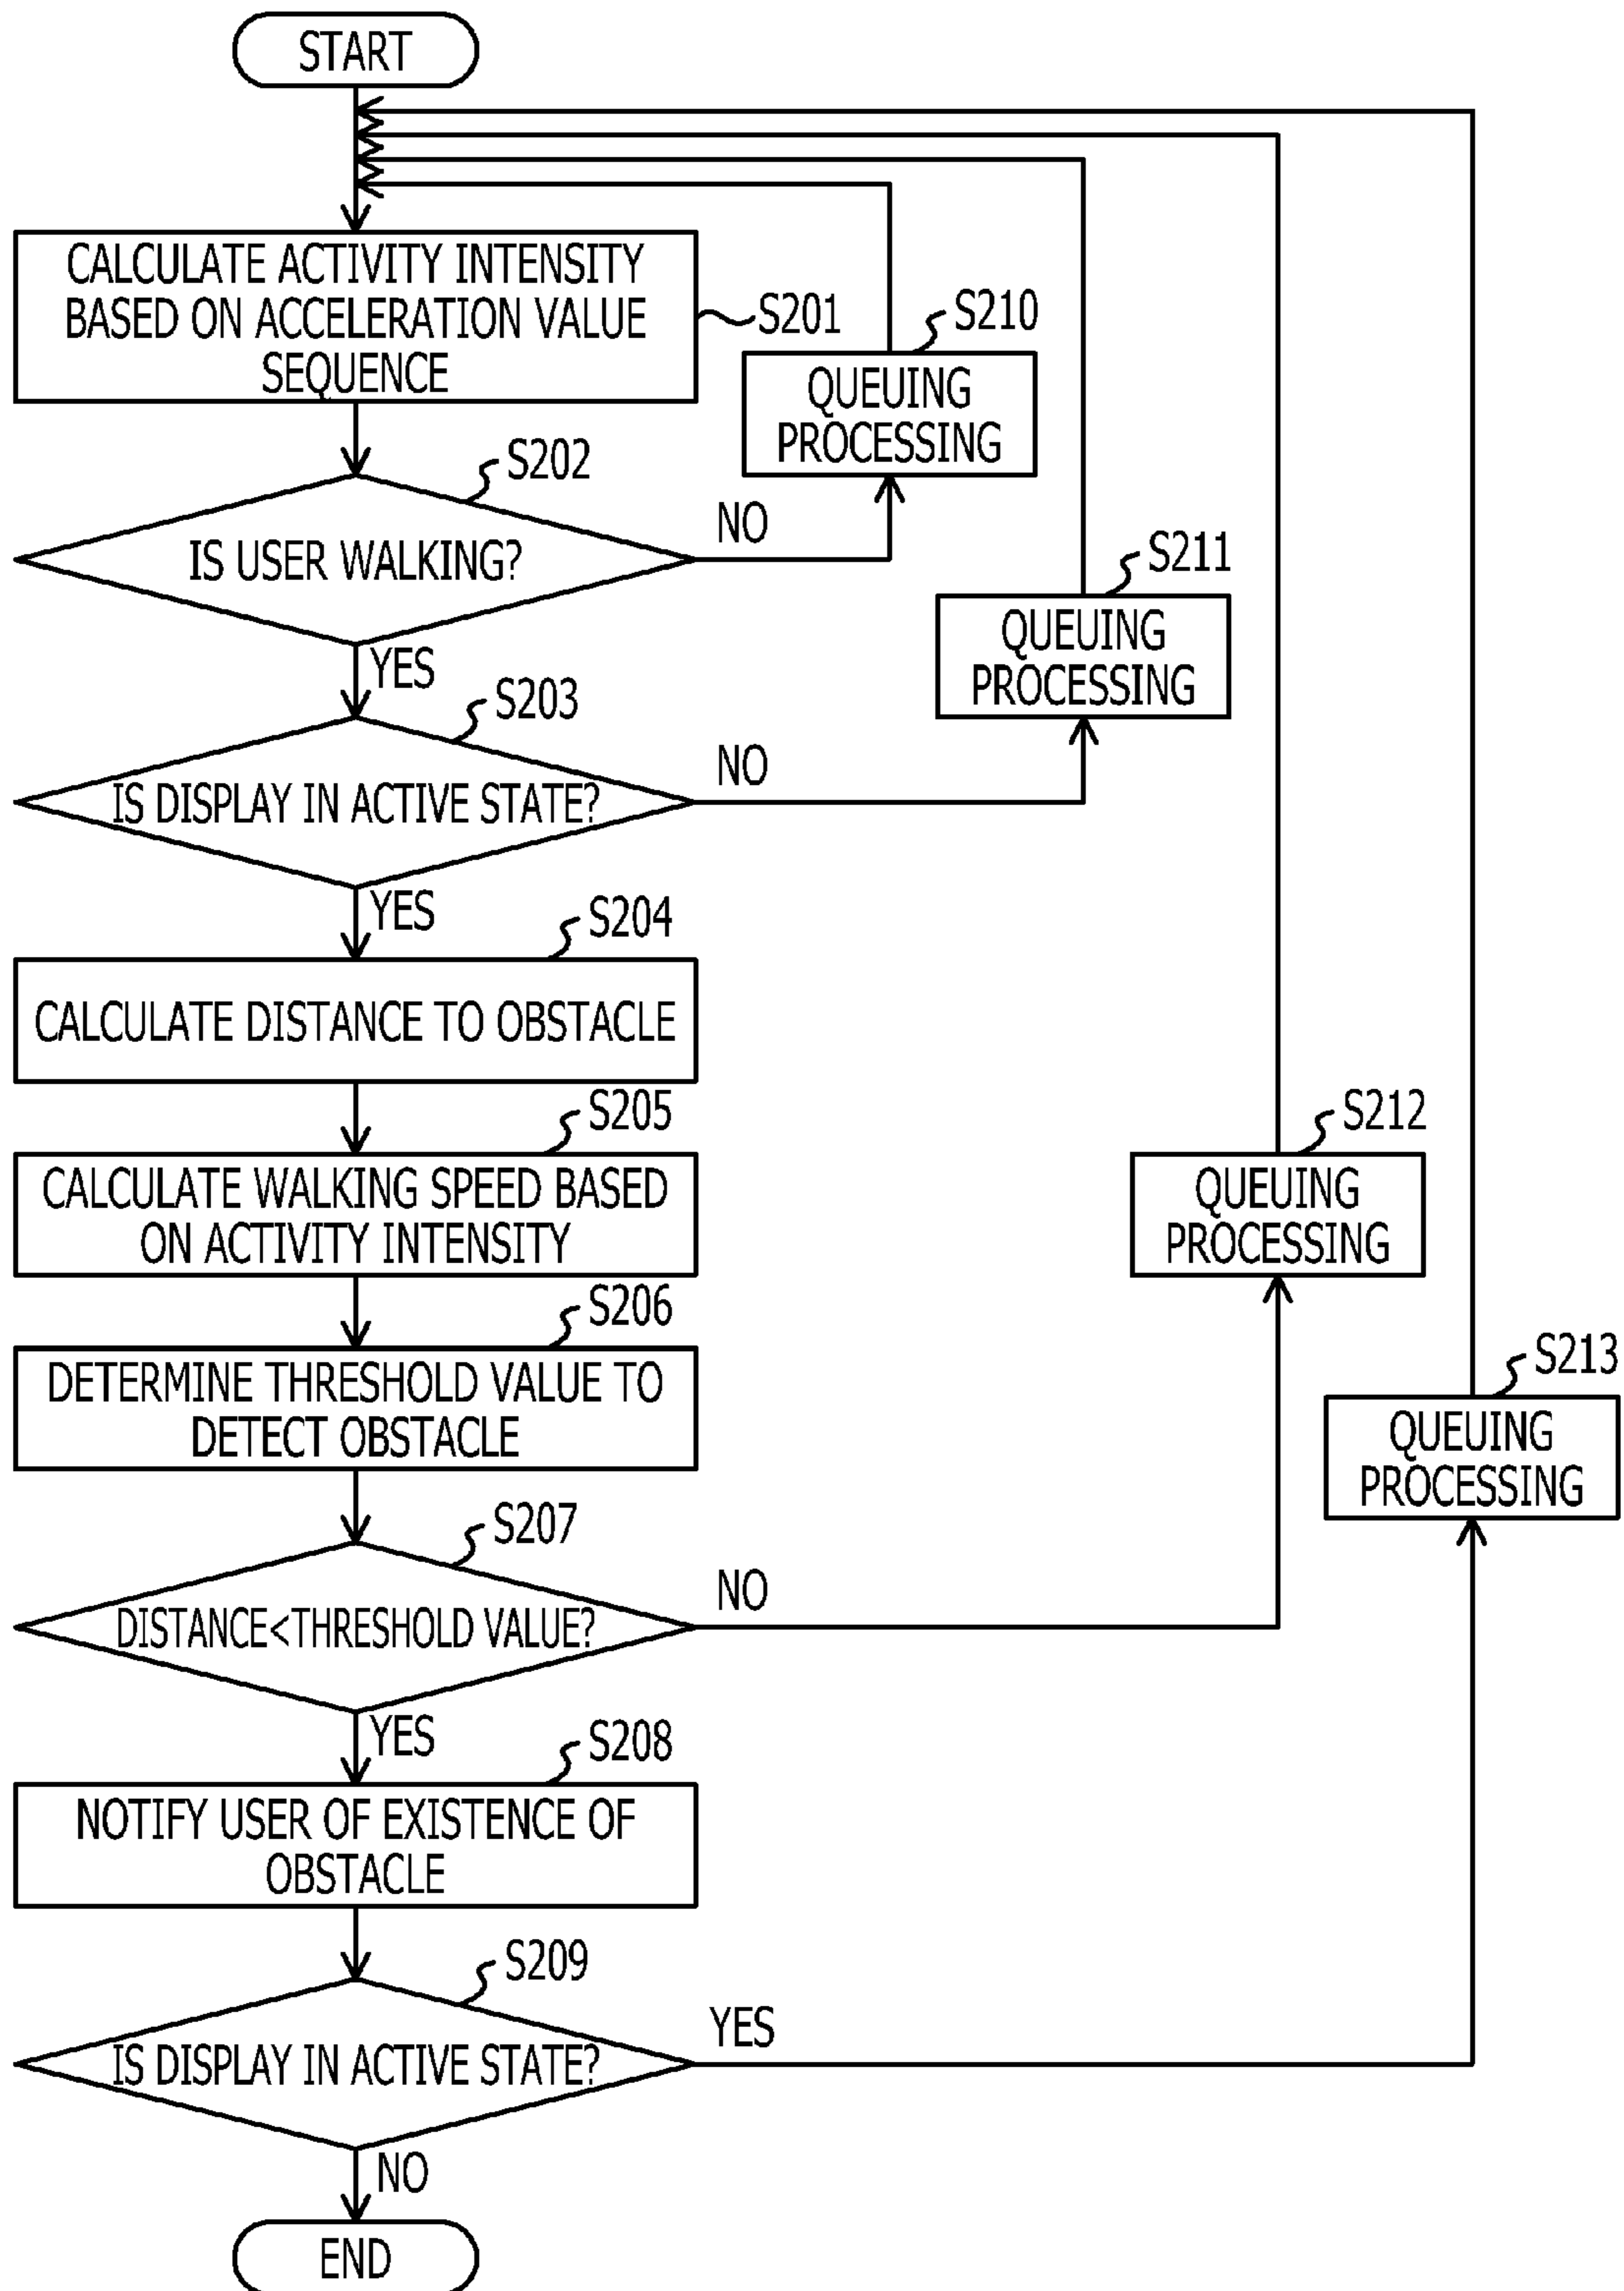 START
CALCULATE ACTIVITY INTENSITY
BASED ON ACCELERATION VALUE
SEQUENCE
S201
S210
QUEUING
PROCESSING
S202
IS USER WALKING?
NO
YES
S211
QUEUING
PROCESSING
S203
IS DISPLAY IN ACTIVE STATE?
NO
YES
S204
CALCULATE DISTANCE TO OBSTACLE
S205
CALCULATE WALKING SPEED BASED
ON ACTIVITY INTENSITY
S212
QUEUING
PROCESSING
S206
DETERMINE THRESHOLD VALUE TO
DETECT OBSTACLE
S213
QUEUING
PROCESSING
S207
DISTANCE<THRESHOLD VALUE?
NO
YES
S208
NOTIFY USER OF EXISTENCE OF
OBSTACLE
S209
IS DISPLAY IN ACTIVE STATE?
YES
NO
END